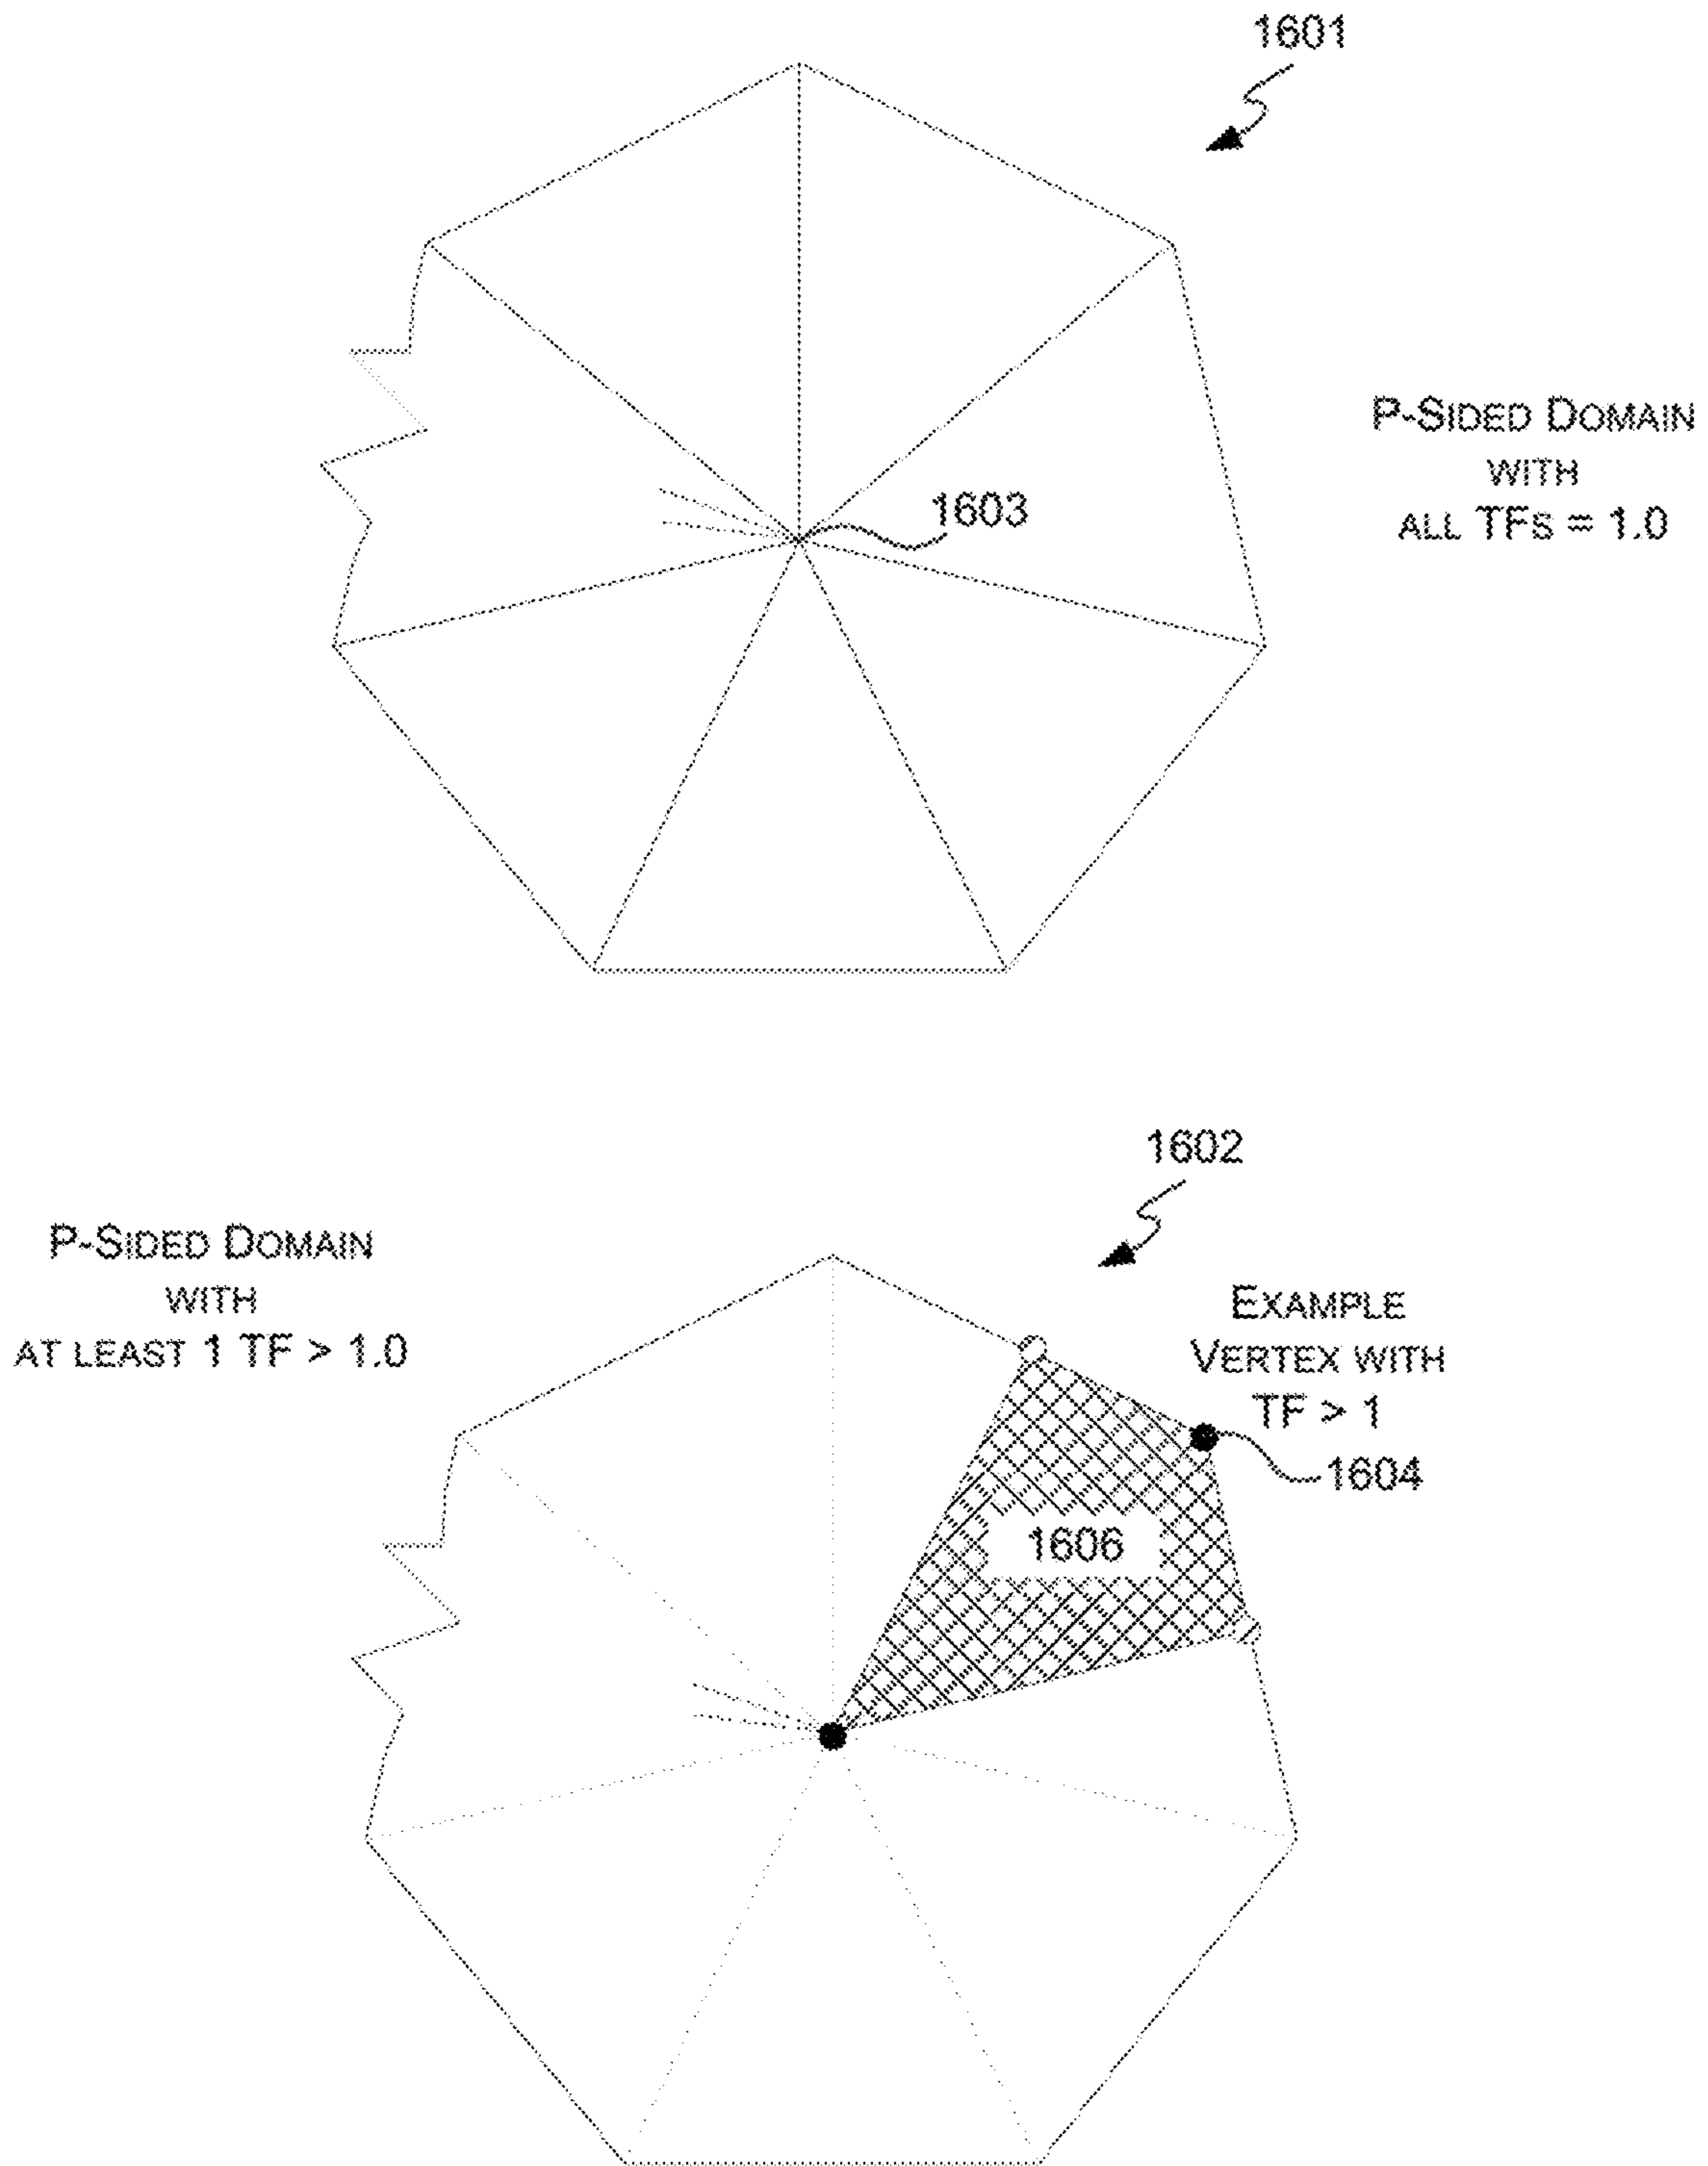 1601
P-SIDED DOMAIN
WITH
ALL TFS = 1.0
1603
1602
P-SIDED DOMAIN
WITH
AT LEAST 1 TF > 1.0
EXAMPLE
VERTEX WITH
TF > 1
1604
1606